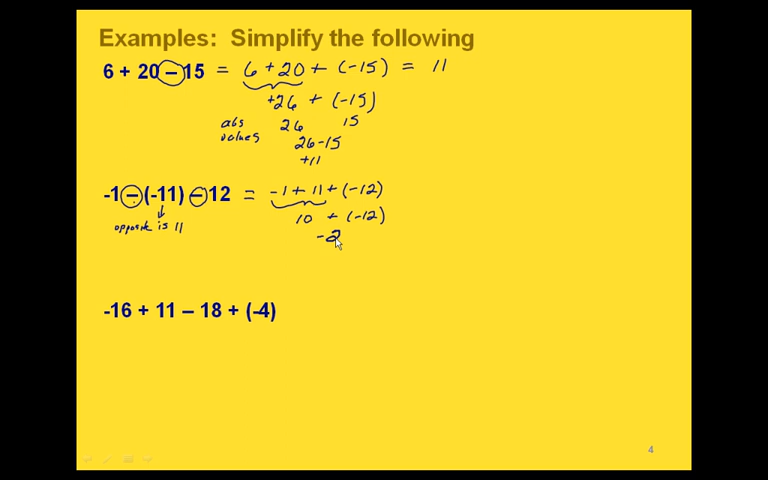 Examples: Simplify the following
6 + 20 – 15 = 6 + 20 + (-15) = 11
+26 + (-15)
abs values 26 15
26-15
+11
-1 – (-11) – 12 = -1 + 11 + (-12)
opposite is 11 10 + (-12)
-2
-16 + 11 – 18 + (-4)
4